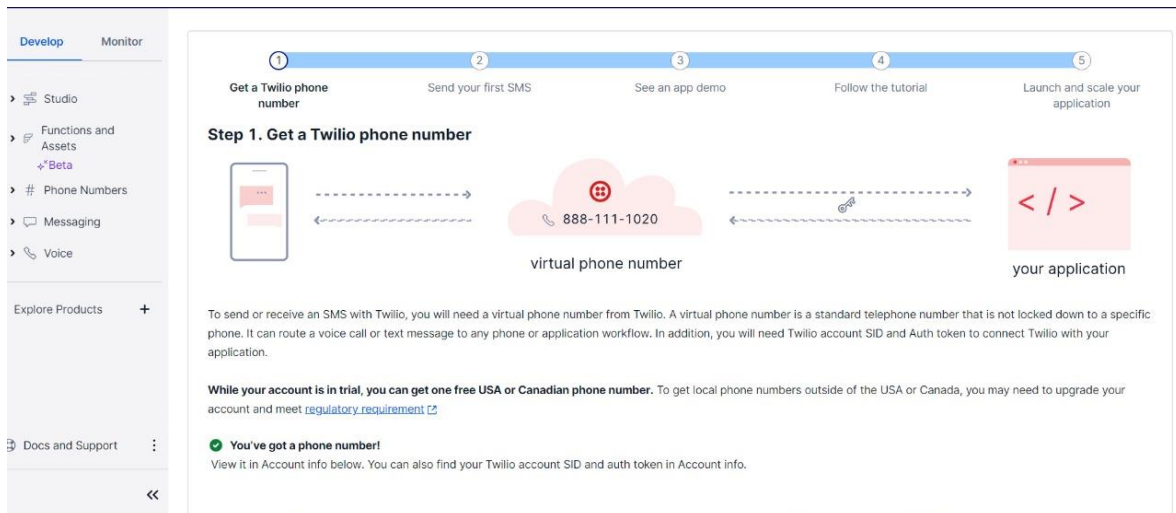 Develop Monitor
Studio
Functions and
Assets
Beta
# Phone Numbers
Messaging
Voice
Explore Products +
Docs and Support
1 2 3 4 5
Get a Twilio phone
number
Send your first SMS
See an app demo
Follow the tutorial
Launch and scale your
application
Step 1. Get a Twilio phone number
888-111-1020
</>
virtual phone number
your application
To send or receive an SMS with Twilio, you will need a virtual phone number from Twilio. A virtual phone number is a standard telephone number that is not locked down to a specific
phone. It can route a voice call or text message to any phone or application workflow. In addition, you will need Twilio account SID and Auth token to connect Twilio with your
application.
While your account is in trial, you can get one free USA or Canadian phone number. To get local phone numbers outside of the USA or Canada, you may need to upgrade your
account and meet regulatory requirement
You've got a phone number!
View it in Account info below. You can also find your Twilio account SID and auth token in Account info.